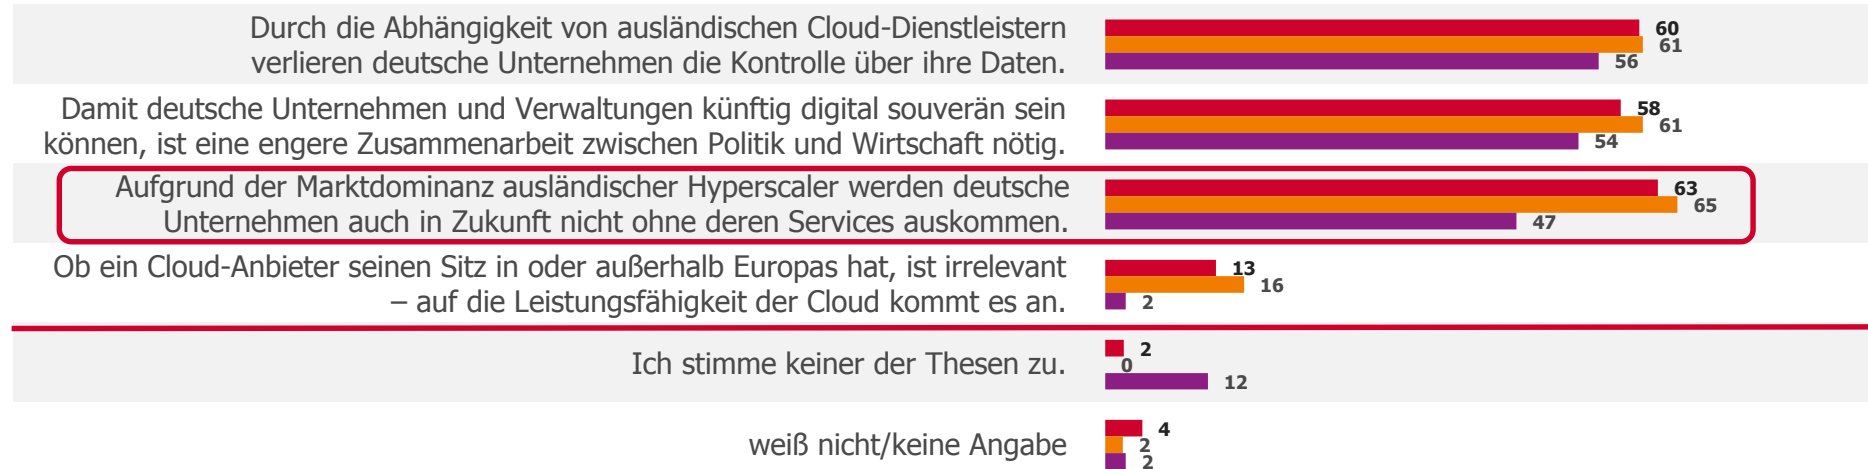 Durch die Abhängigkeit von ausländischen Cloud-Dienstleistern
verlieren deutsche Unternehmen die Kontrolle über ihre Daten.
60
61
56
Damit deutsche Unternehmen und Verwaltungen künftig digital souverän sein
können, ist eine engere Zusammenarbeit zwischen Politik und Wirtschaft nötig.
58
61
54
Aufgrund der Marktdominanz ausländischer Hyperscaler werden deutsche
Unternehmen auch in Zukunft nicht ohne deren Services auskommen.
63
65
47
Ob ein Cloud-Anbieter seinen Sitz in oder außerhalb Europas hat, ist irrelevant
– auf die Leistungsfähigkeit der Cloud kommt es an.
13
16
2
Ich stimme keiner der Thesen zu.
2
0
12
weiß nicht/keine Angabe
4
2
2